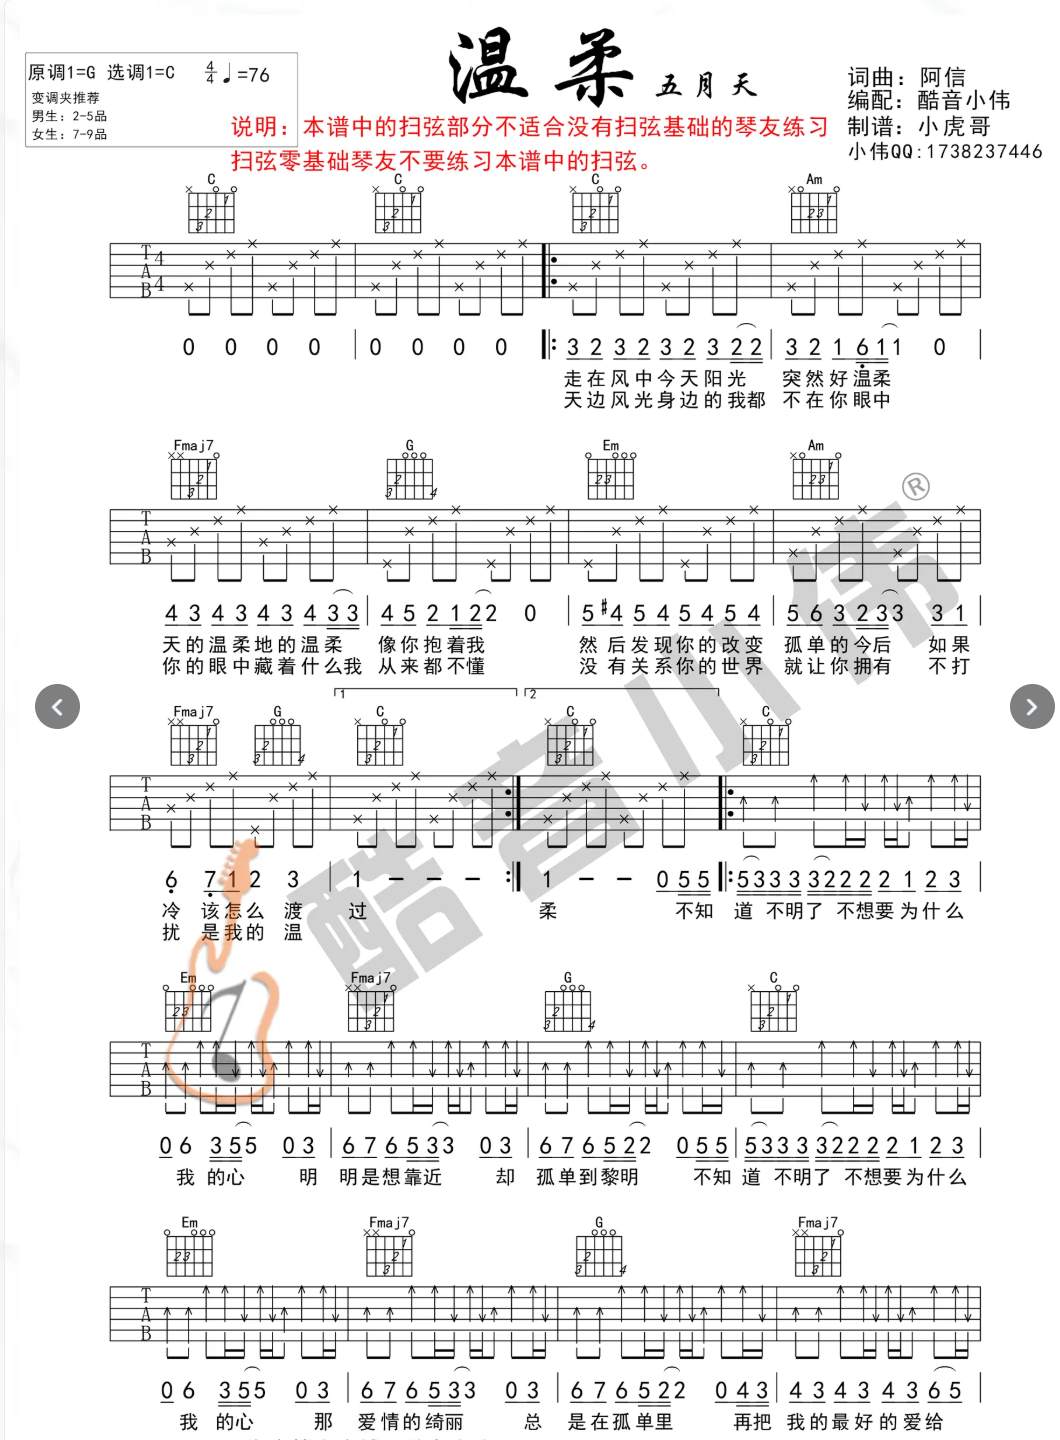 温柔 五月天
原调1=G 选调1=C 4/4 ♩=76
变调夹推荐
男生：2-5品
女生：7-9品
词曲：阿信
编配：酷音小伟
制谱：小虎哥
小伟QQ:1738237446
说明：本谱中的扫弦部分不适合没有扫弦基础的琴友练习
扫弦零基础琴友不要练习本谱中的扫弦。
C C C Am
T A B 4 4
0 0 0 0 | 0 0 0 0 ‖: 3 2 3 2 3 2 3 2 2 | 3 2 1 6 1 1 0 |
走在风中今天阳光 突然好温柔
天边风光身边的我都 不在你眼中
Fmaj7 G Em Am
T A B
4 3 4 3 4 3 4 3 3 | 4 5 2 1 2 2 0 | 5 #4 5 4 5 4 5 4 | 5 6 3 2 3 3 3 1 |
天的温柔地的温柔 像你抱着我 然后发现你的改变 孤单的今后 如果
你的眼中藏着什么我 从来都不懂 没有关系你的世界 就让你拥有 不打
1 2
Fmaj7 G C C C
T A B
6 7 1 2 3 | 1 - - - :‖ 1 - - 0 5 5 ‖: 5 3 3 3 3 2 2 2 2 1 2 3 |
冷 该怎么渡 过 柔 不知 道 不明了 不想要为什么
扰 是我的温
Em Fmaj7 G C
T A B
0 6 3 5 5 0 3 | 6 7 6 5 3 3 0 3 | 6 7 6 5 2 2 0 5 5 | 5 3 3 3 3 2 2 2 2 1 2 3 |
我 的心 明 明是想靠近 却 孤单到黎明 不知 道 不明了 不想要为什么
Em Fmaj7 G Fmaj7
T A B
0 6 3 5 5 0 3 | 6 7 6 5 3 3 0 3 | 6 7 6 5 2 2 0 4 3 | 4 3 4 3 4 3 6 5 |
我 的心 那 爱情的绮丽 总 是在孤单里 再把 我的最好的爱给
酷音小伟®